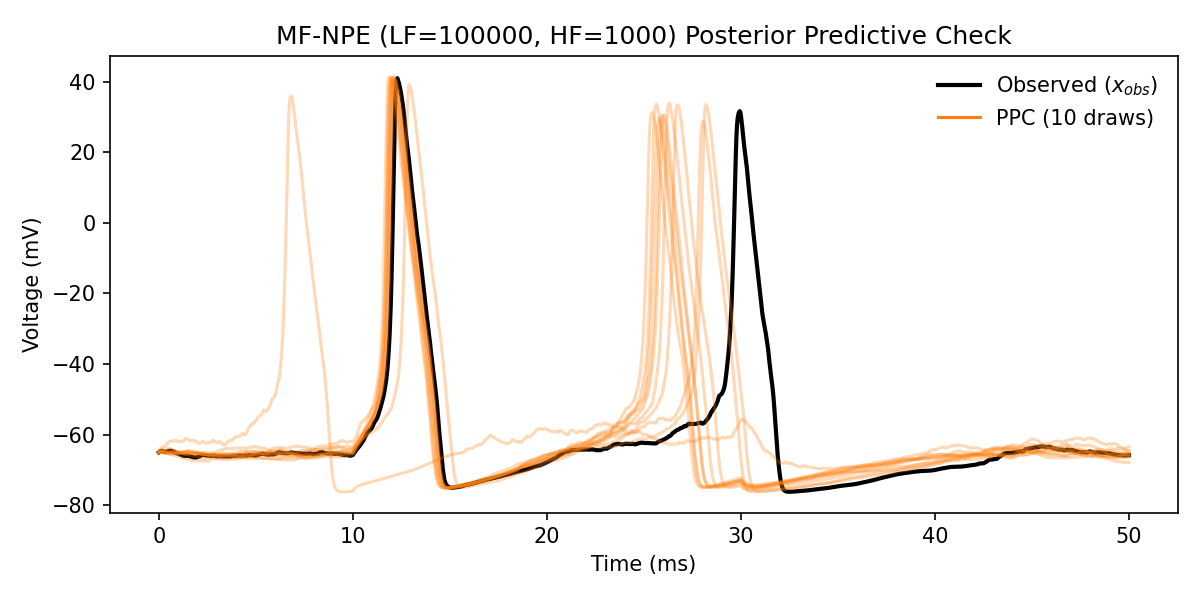 MF-NPE (LF=100000, HF=1000) Posterior Predictive Check
Observed (x_obs)
PPC (10 draws)
Voltage (mV)
40
20
0
−20
−40
−60
−80
0 10 20 30 40 50
Time (ms)